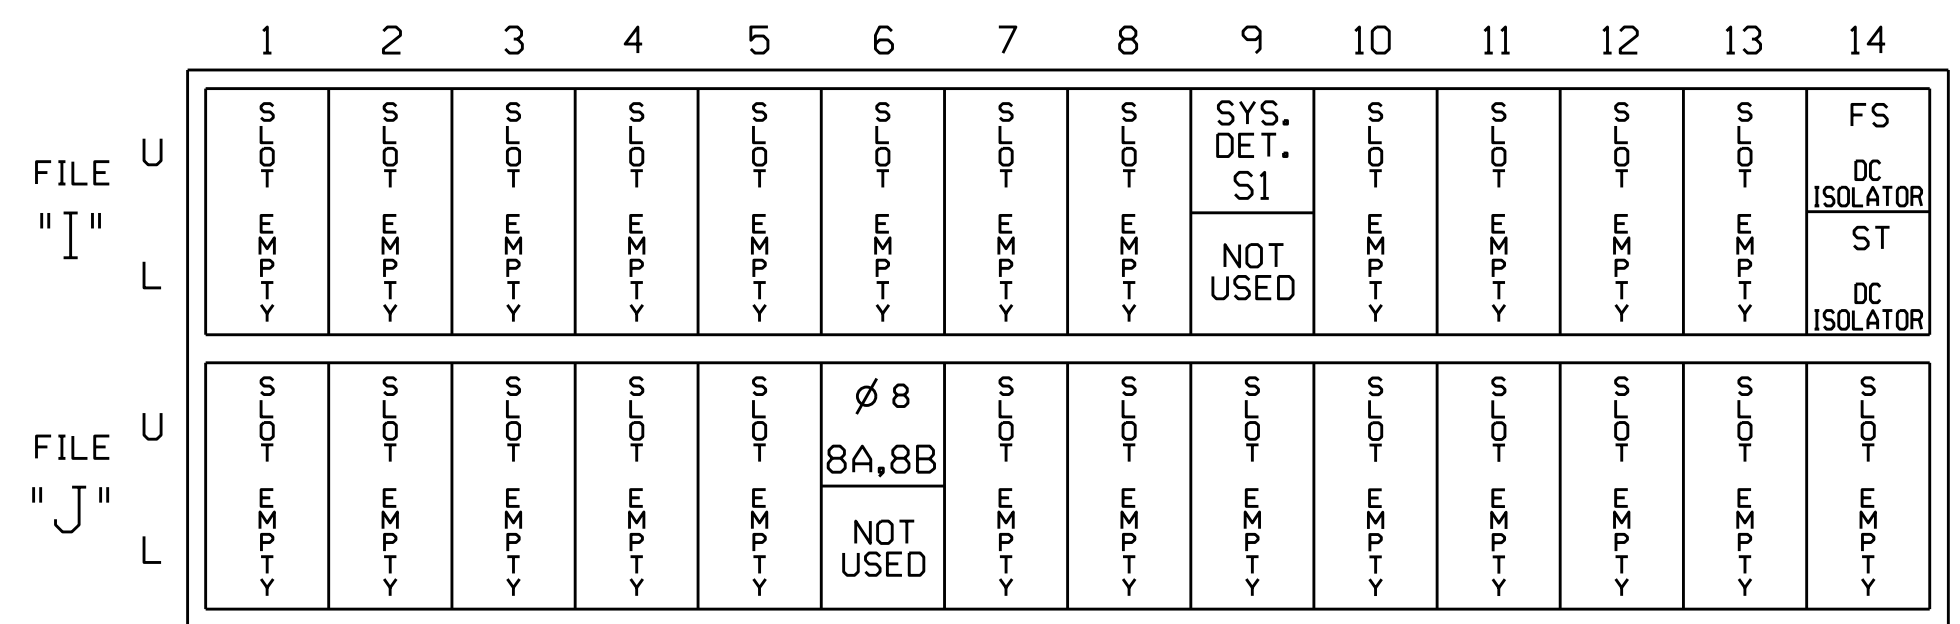 1 2 3 4 5 6 7 8 9 10 11 12 13 14
FILE "I"
U
L
SLOT EMPTY
SLOT EMPTY
SLOT EMPTY
SLOT EMPTY
SLOT EMPTY
SLOT EMPTY
SLOT EMPTY
SLOT EMPTY
SYS.
DET.
S1
NOT
USED
SLOT EMPTY
SLOT EMPTY
SLOT EMPTY
SLOT EMPTY
FS
DC
ISOLATOR
ST
DC
ISOLATOR
FILE
"J"
U
L
SLOT EMPTY
SLOT EMPTY
SLOT EMPTY
SLOT EMPTY
SLOT EMPTY
Ø 8
8A,8B
NOT
USED
SLOT EMPTY
SLOT EMPTY
SLOT EMPTY
SLOT EMPTY
SLOT EMPTY
SLOT EMPTY
SLOT EMPTY
SLOT EMPTY